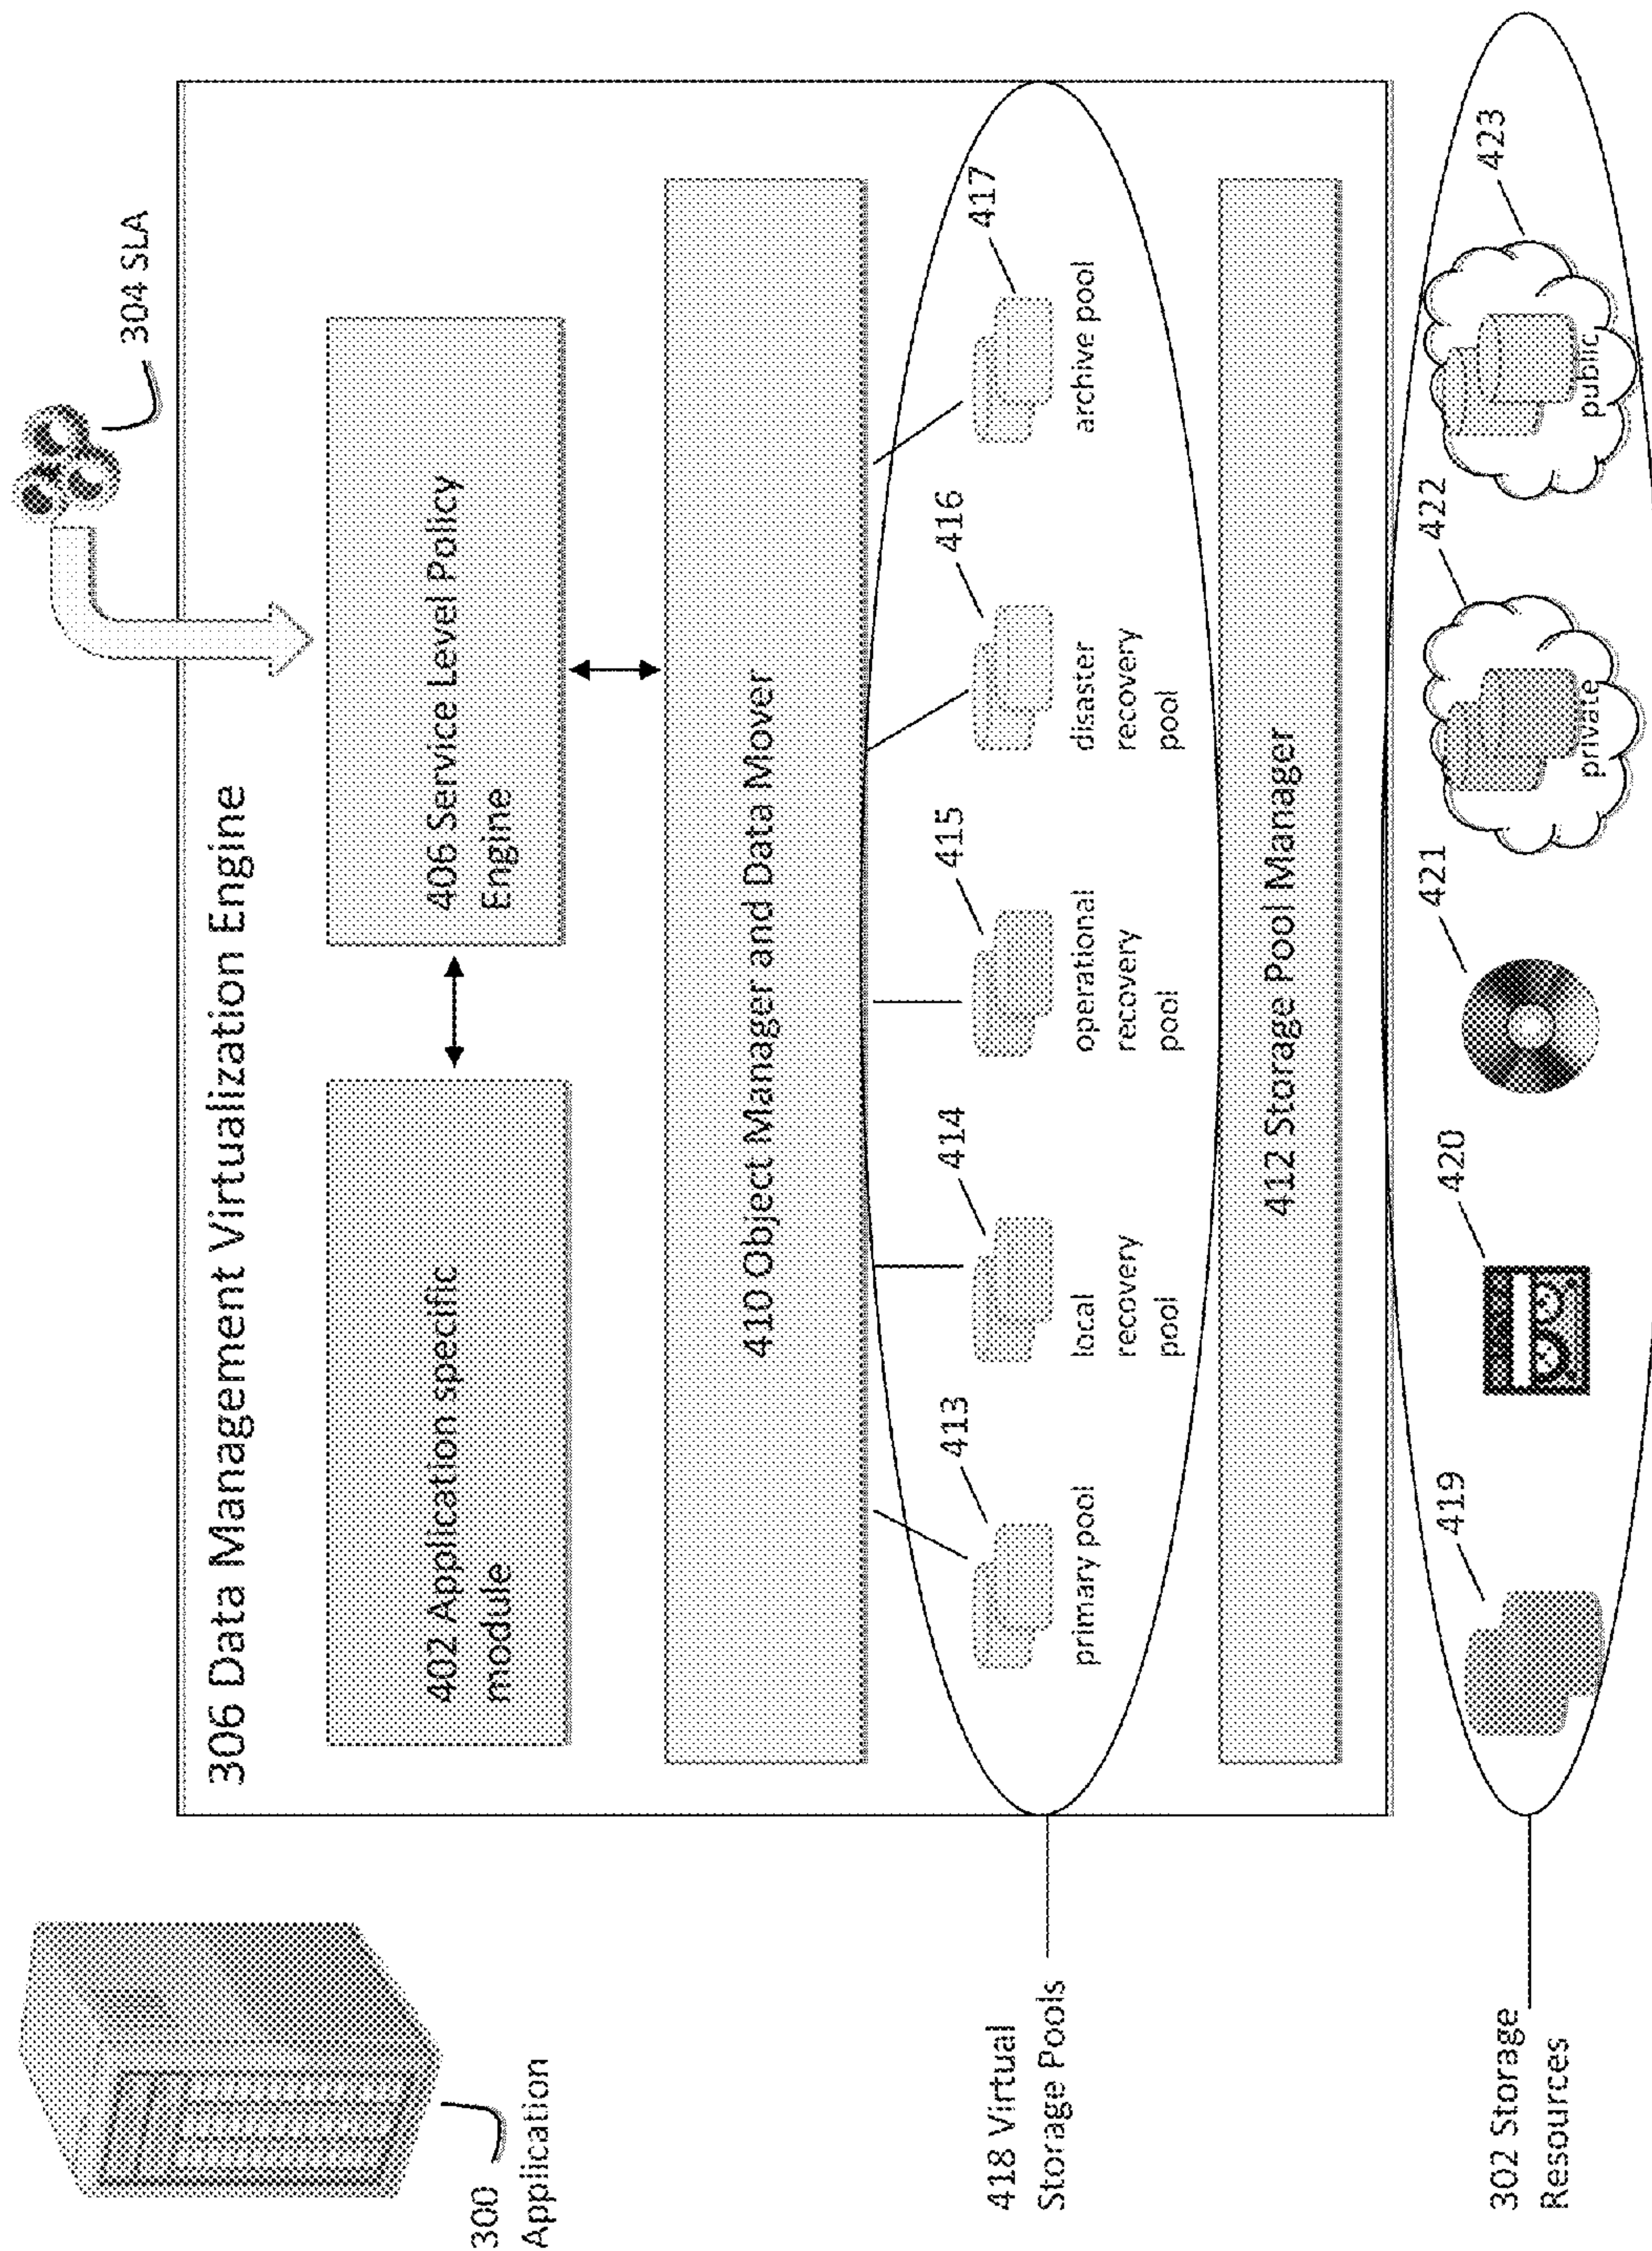 304 SLA
306 Data Management Virtualization Engine
300
Application
402 Application specific
module
406 Service Level Policy
Engine
410 Object Manager and Data Mover
418 Virtual
Storage Pools
413
414
415
416
417
primary pool
local
recovery
pool
operational
recovery
pool
disaster
recovery
pool
archive pool
412 Storage Pool Manager
302 Storage
Resources
419
420
421
422
423
private
public